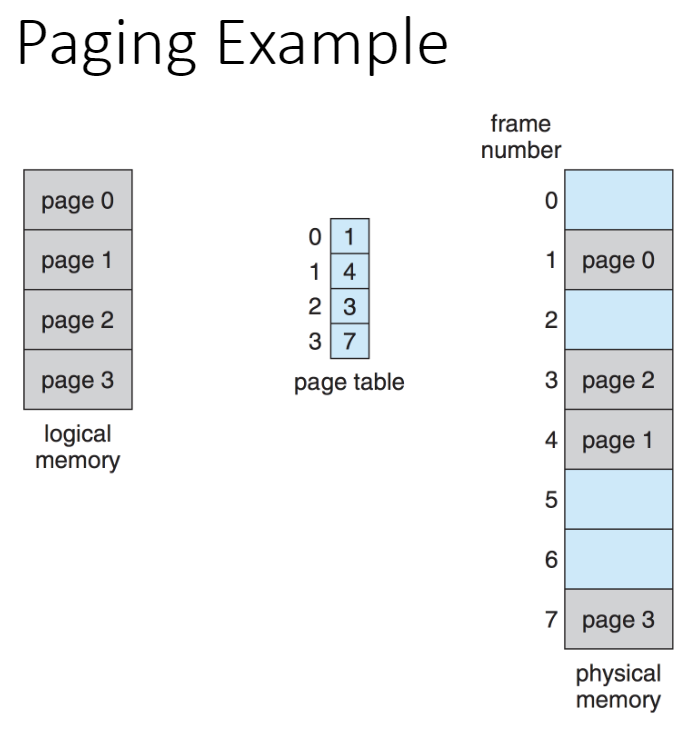 Paging Example
page 0
page 1
page 2
page 3
logical
memory
0 1
1 4
2 3
3 7
page table
frame
number
0
1 page 0
2
3 page 2
4 page 1
5
6
7 page 3
physical
memory